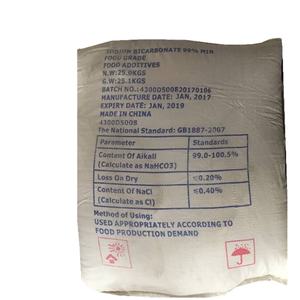 SODIUM BICARBONATE 99% MIN
FOOD GRADE
FOOD ADDITIVES
N.W:25.0KGS
G.W:25.1KGS
BATCH NO.:4300D500820170106
MANUFACTURE DATE: JAN, 2017
EXPIRY DATE: JAN, 2019
MADE IN CHINA
4300D5008
The National Standard: GB1887-2007
Parameter Standards
Content Of Alkali 99.0-100.5%
(Calculate as NaHCO3)
Loss On Dry ≤0.20%
Content Of NaCl ≤0.40%
(Calculate as Cl)
Method of Using:
USED APPROPRIATELY ACCORDING TO
FOOD PRODUCTION DEMAND